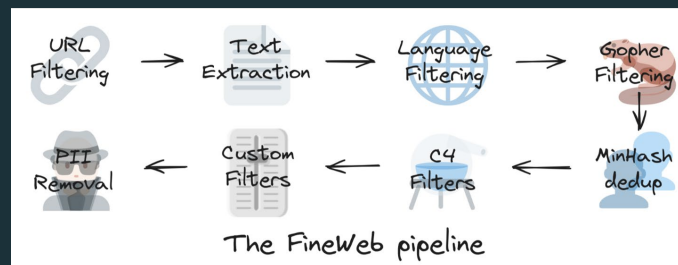 URL
Filtering
Text
Extraction
Language
Filtering
Gopher
Filtering
PII
Removal
Custom
Filters
C4
Filters
MinHash
dedup
The FineWeb pipeline